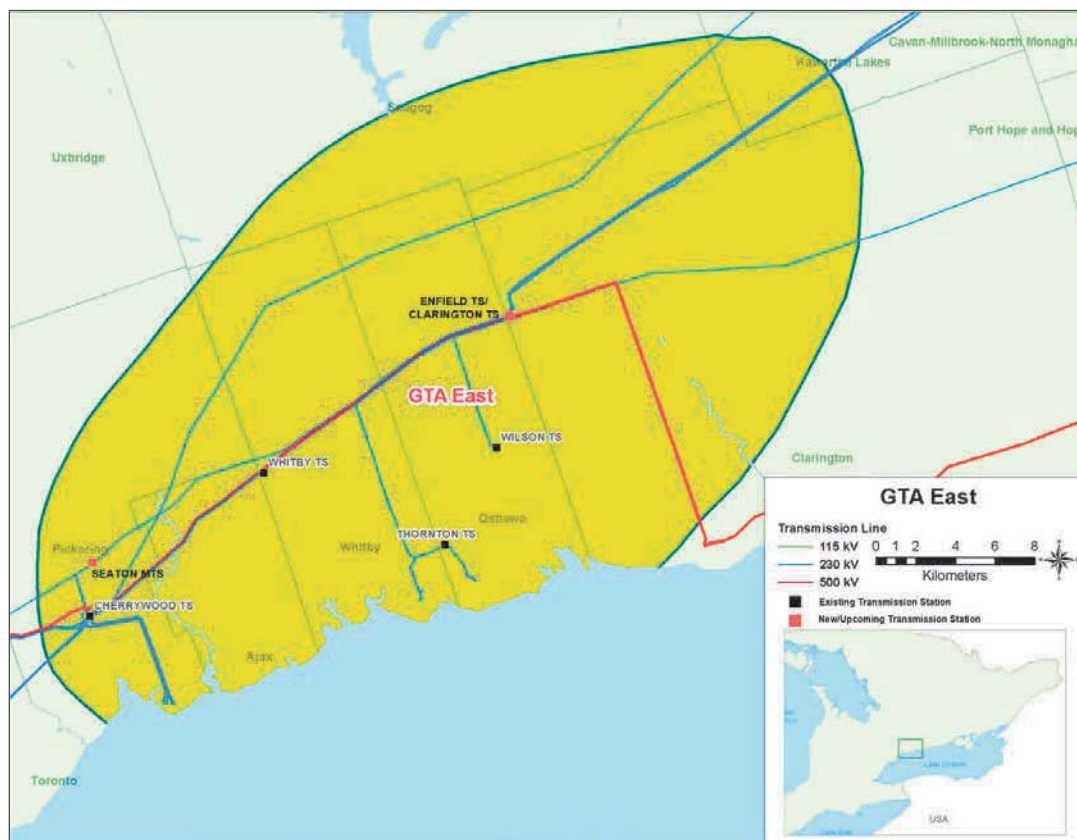 Cavan-Millbrook-North Monagha
Kawartha Lakes
Scugog
Port Hope and Hop
Uxbridge
ENFIELD TS/
CLARINGTON TS
GTA East
WILSON TS
WHITBY TS
Clarington
Oshawa
THORNTON TS
Whitby
Pickering
SEATON MTS
CHERRYWOOD TS
Ajax
Toronto
GTA East
Transmission Line
115 kV
230 kV
500 kV
0 1 2 4 6 8
Kilometers
Existing Transmission Station
New/Upcoming Transmission Station
USA